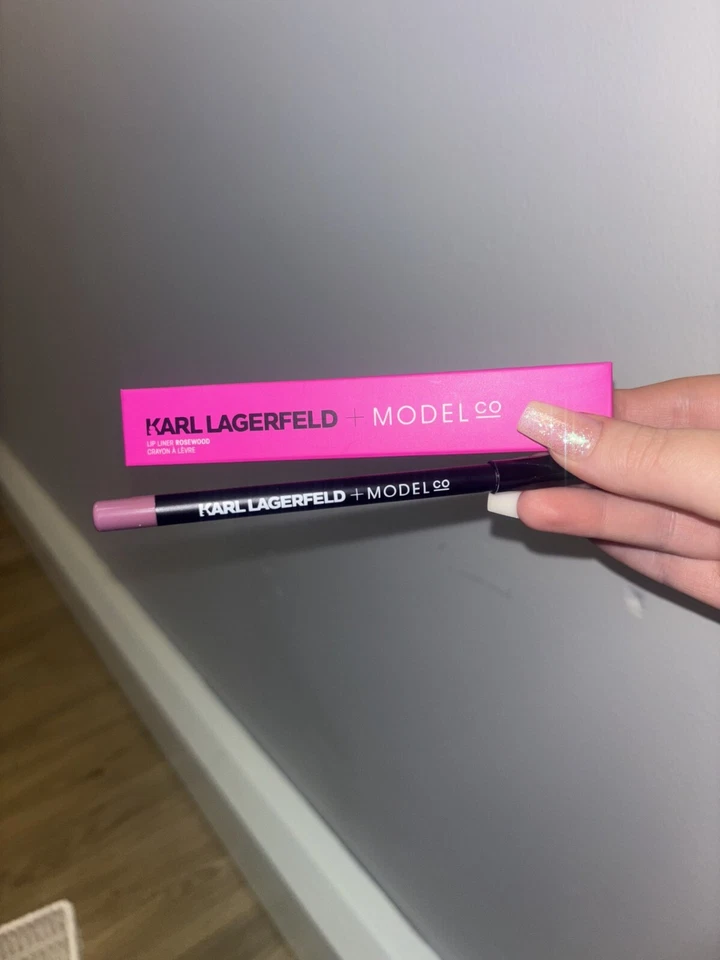 KARL LAGERFELD + MODEL CO
LIP LINER ROSEWOOD
CRAYON À LÈVRE
KARL LAGERFELD + MODEL CO